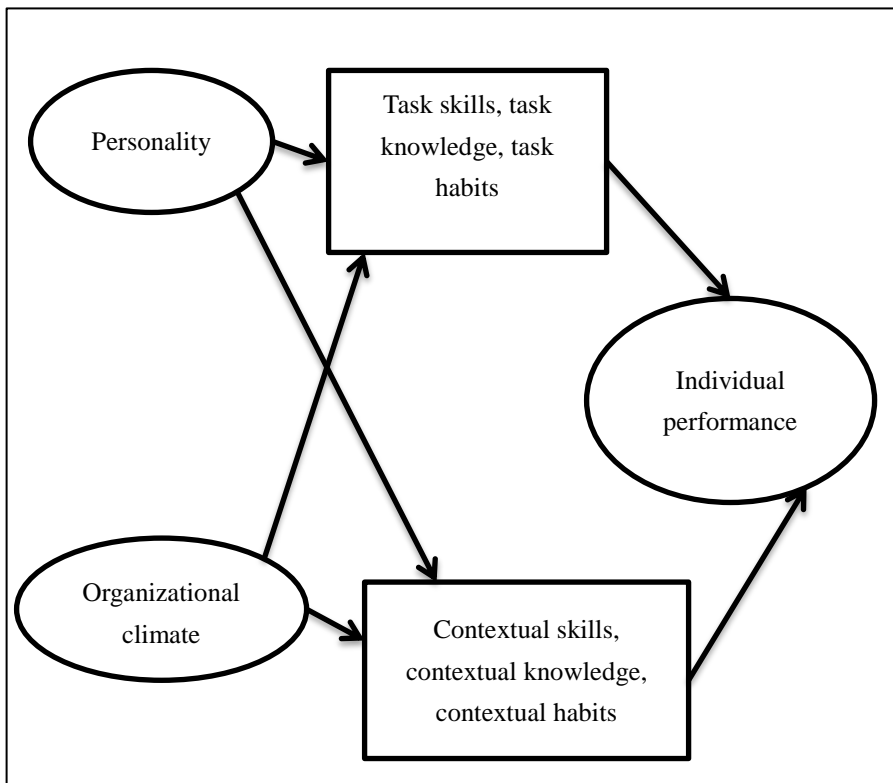 Personality
Task skills, task
knowledge, task
habits
Individual
performance
Organizational
climate
Contextual skills,
contextual knowledge,
contextual habits